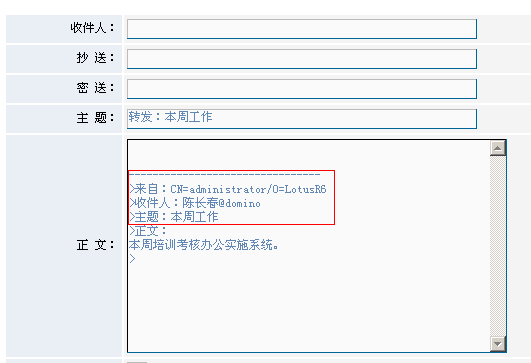 收件人：
抄 送：
密 送：
主 题： 转发：本周工作
正 文：
--------------------------------
>来自：CN=administrator/O=LotusR6
>收件人：陈长春@domino
>主题：本周工作
>正文：
本周培训考核办公实施系统。
>